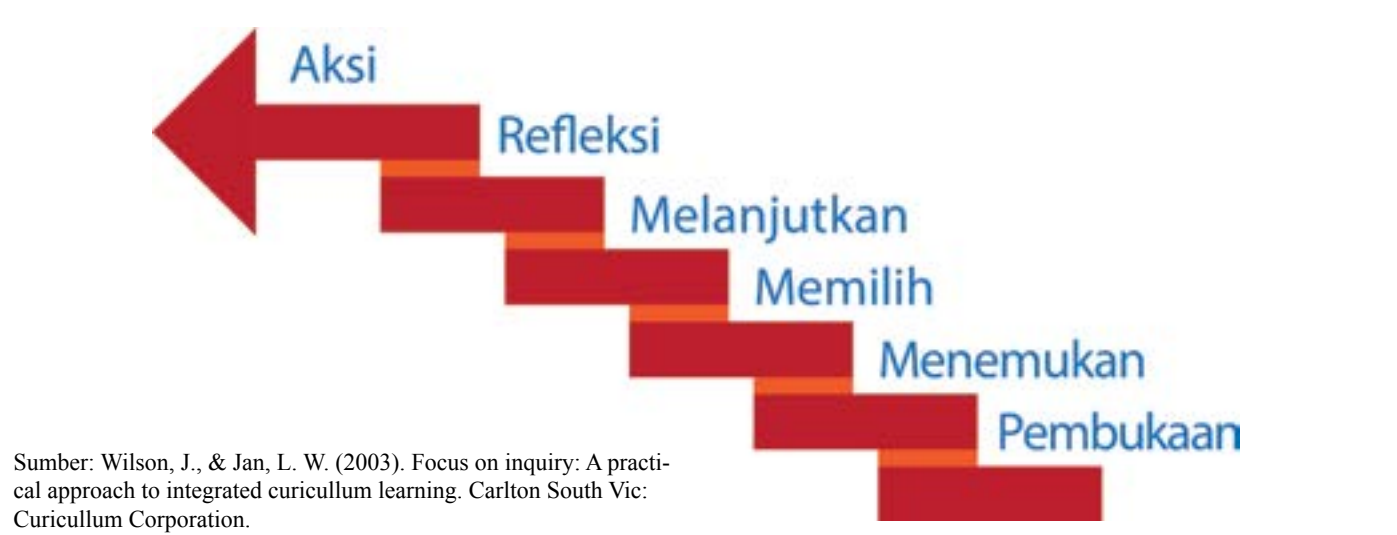 Aksi
Refleksi
Melanjutkan
Memilih
Menemukan
Pembukaan
Sumber: Wilson, J., & Jan, L. W. (2003). Focus on inquiry: A practi-
cal approach to integrated curicullum learning. Carlton South Vic:
Curicullum Corporation.